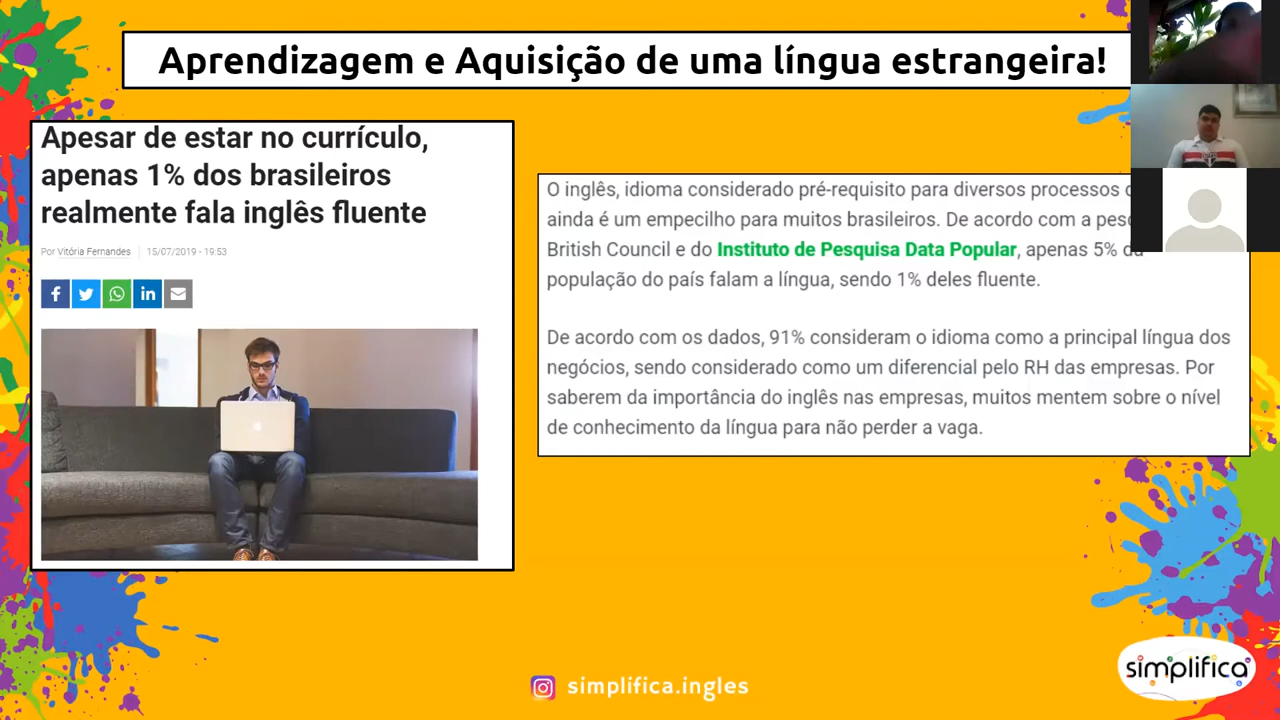 Aprendizagem e Aquisição de uma língua estrangeira!
Apesar de estar no currículo,
apenas 1% dos brasileiros
realmente fala inglês fluente
Por Vitória Fernandes 15/07/2019 - 19:53
O inglês, idioma considerado pré-requisito para diversos processos
ainda é um empecilho para muitos brasileiros. De acordo com a
British Council e do Instituto de Pesquisa Data Popular, apenas 5%
população do país falam a língua, sendo 1% deles fluente.
De acordo com os dados, 91% consideram o idioma como a principal língua dos
negócios, sendo considerado como um diferencial pelo RH das empresas. Por
saberem da importância do inglês nas empresas, muitos mentem sobre o nível
de conhecimento da língua para não perder a vaga.
simplifica.ingles
simplifica